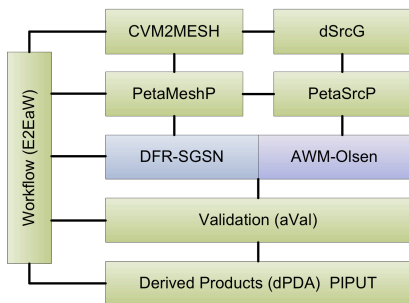 CVM2MESH
dSrcG
PetaMeshP
PetaSrcP
DFR-SGSN
AWM-Olsen
Workflow (E2EaW)
Validation (aVal)
Derived Products (dPDA) PIPUT